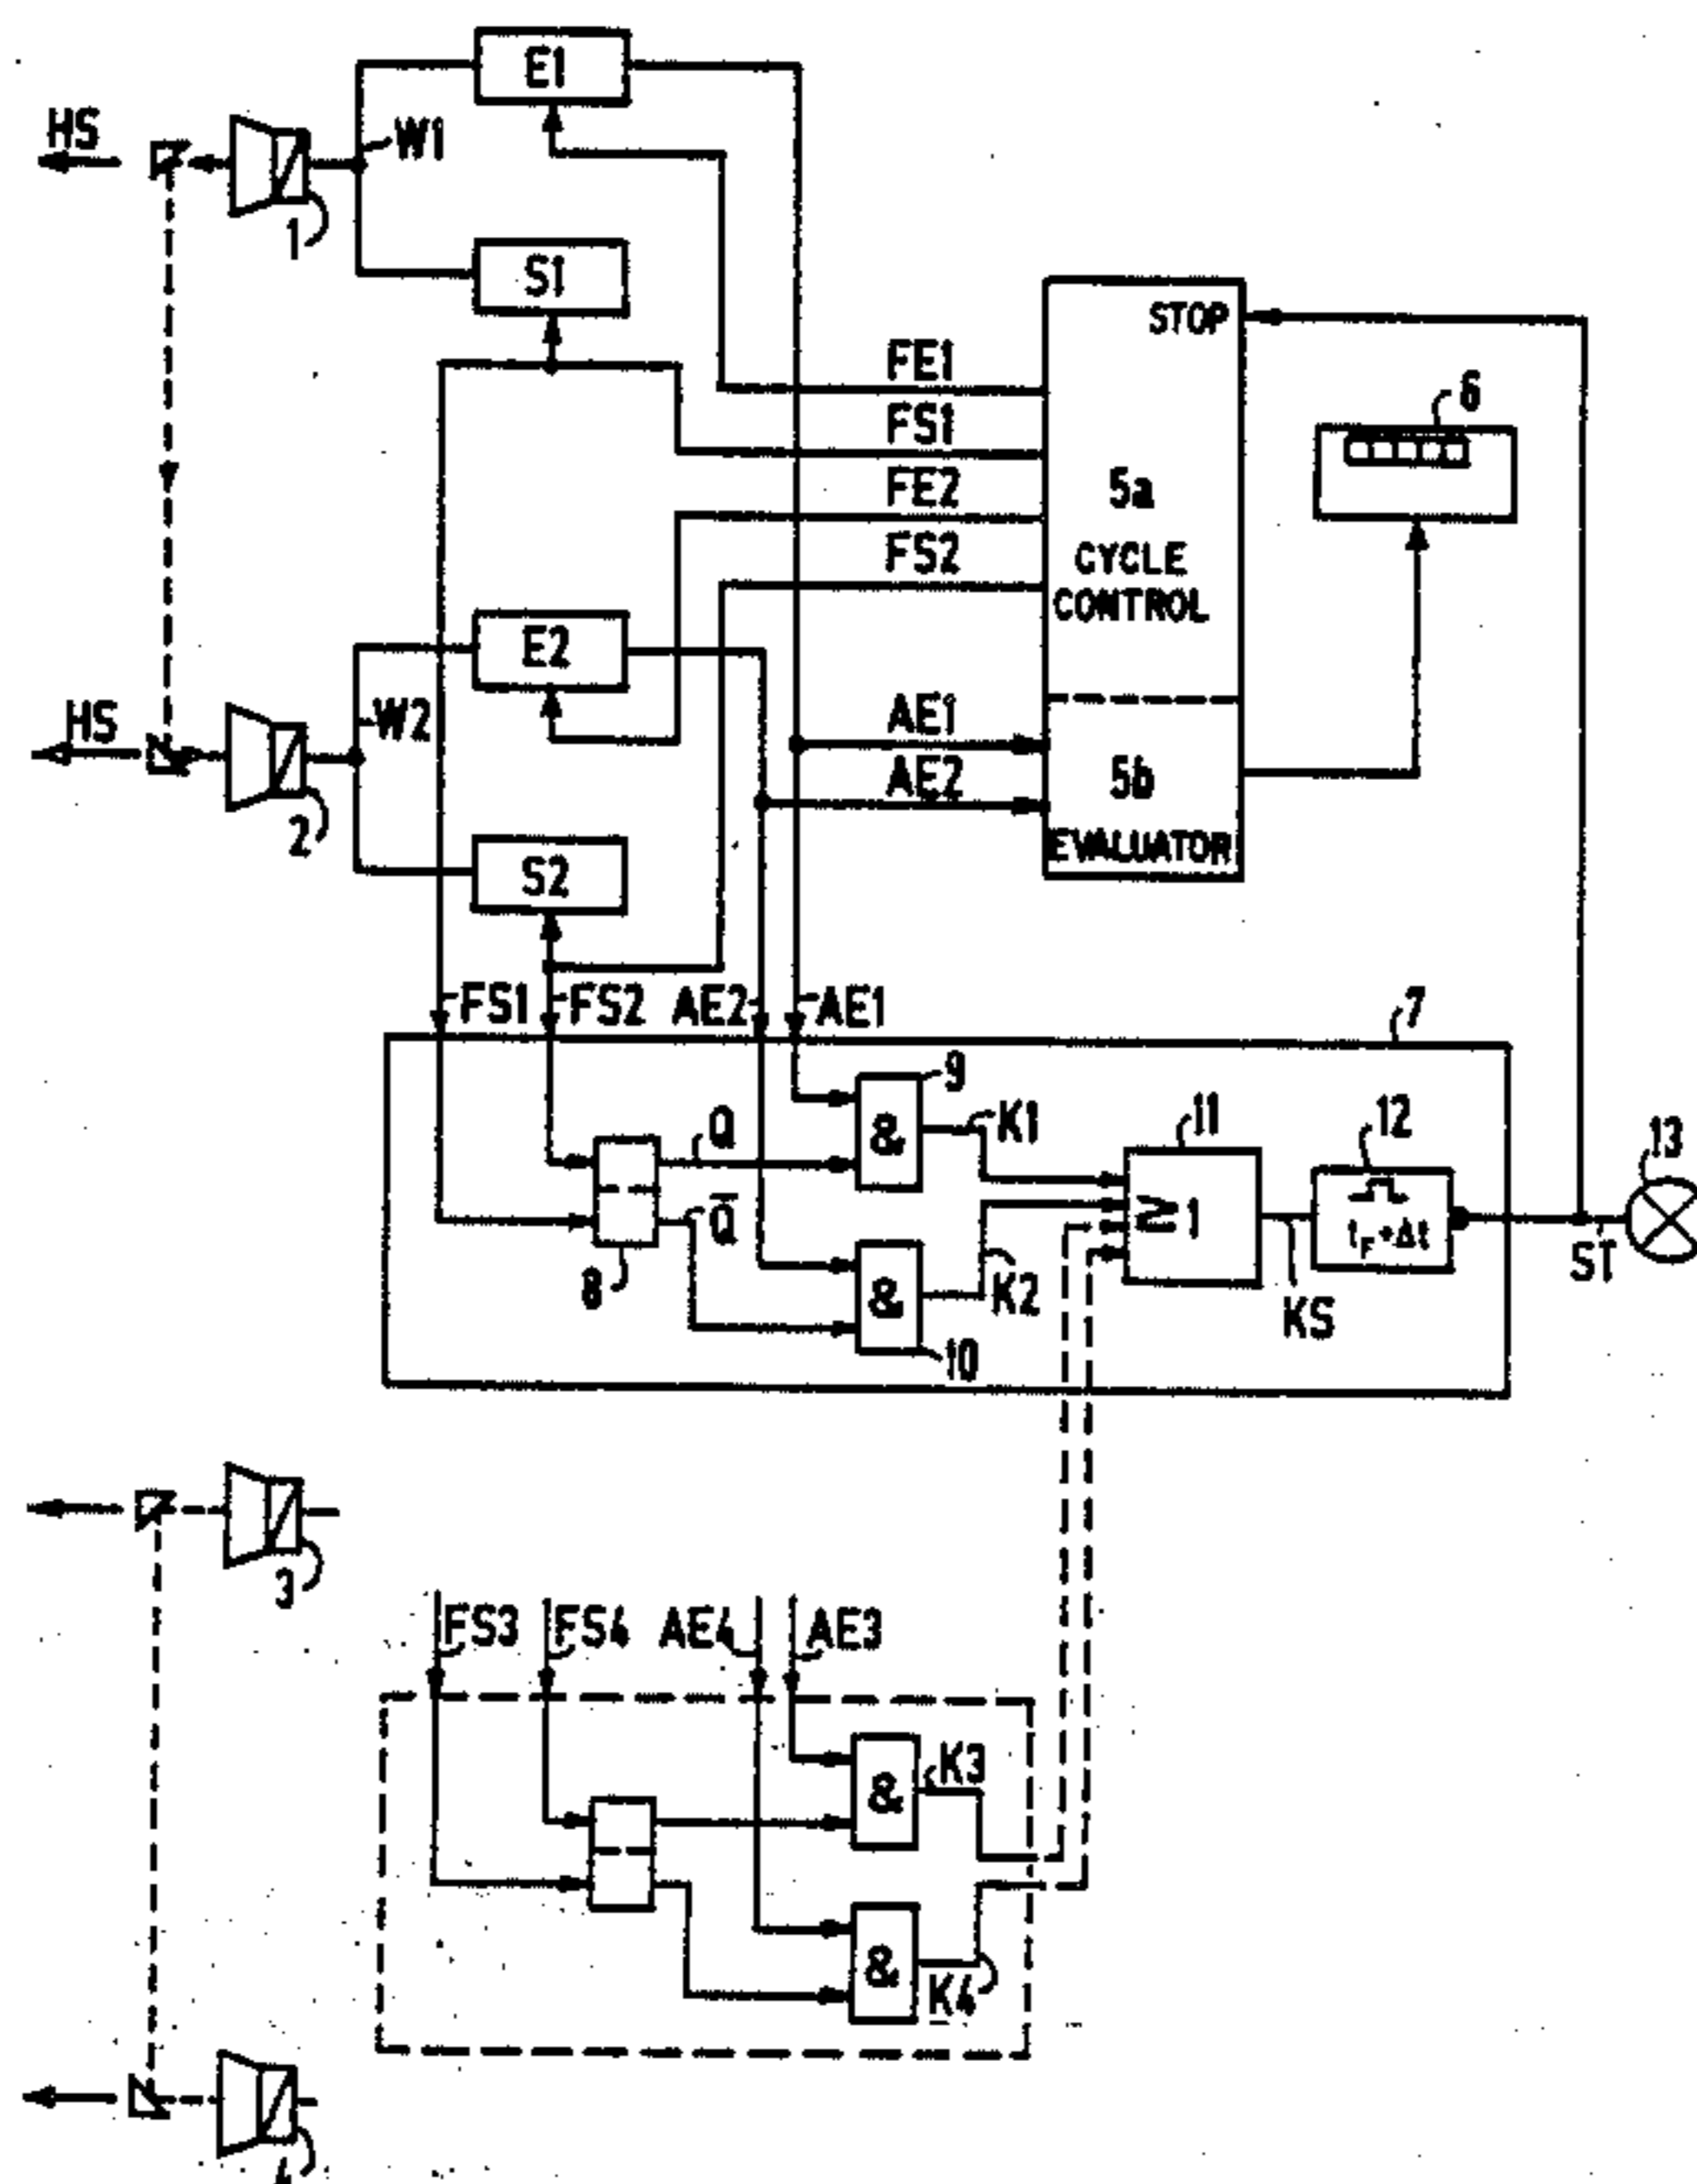 E1
HS
W1
1
S1
STOP
FE1
FS1
6
FE2
5a
FS2
CYCLE
CONTROL
E2
HS
W2
AE1
AE2
5b
2
EVALUATOR
S2
FS1
FS2
AE2
AE1
7
9
Q
&
K1
11
12
13
Q̅
≥1
tF+Δt
8
&
K2
KS
ST
10
3
FS3
FS4
AE4
AE3
K3
&
&
K4
4